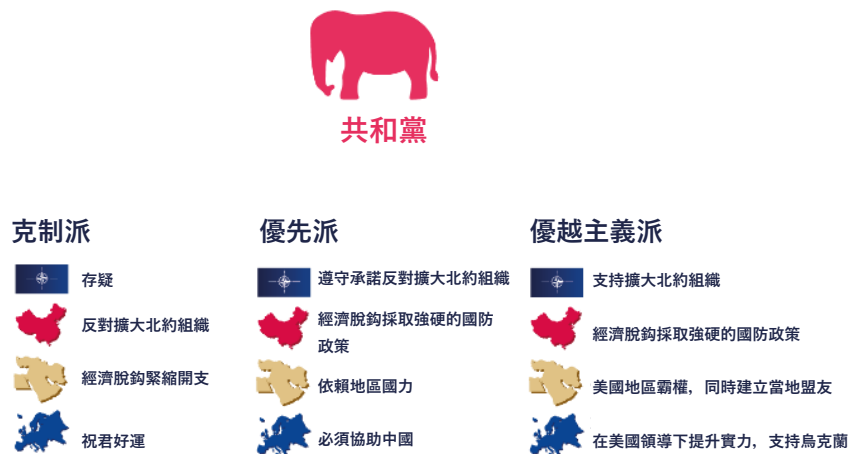 共和黨
克制派
存疑
反對擴大北約組織
經濟脫鈎緊縮開支
祝君好運
優先派
遵守承諾反對擴大北約組織
經濟脫鈎採取強硬的國防
政策
依賴地區國力
必須協助中國
優越主義派
支持擴大北約組織
經濟脫鈎採取強硬的國防政策
美國地區霸權，同時建立當地盟友
在美國領導下提升實力，支持烏克蘭